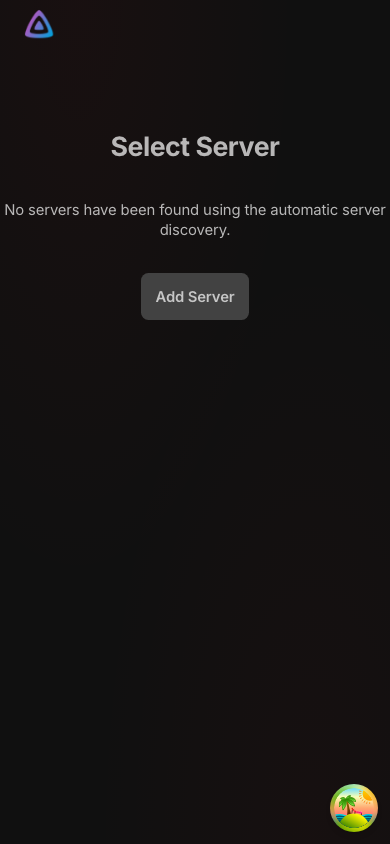 Select Server
No servers have been found using the automatic server
discovery.
Add Server